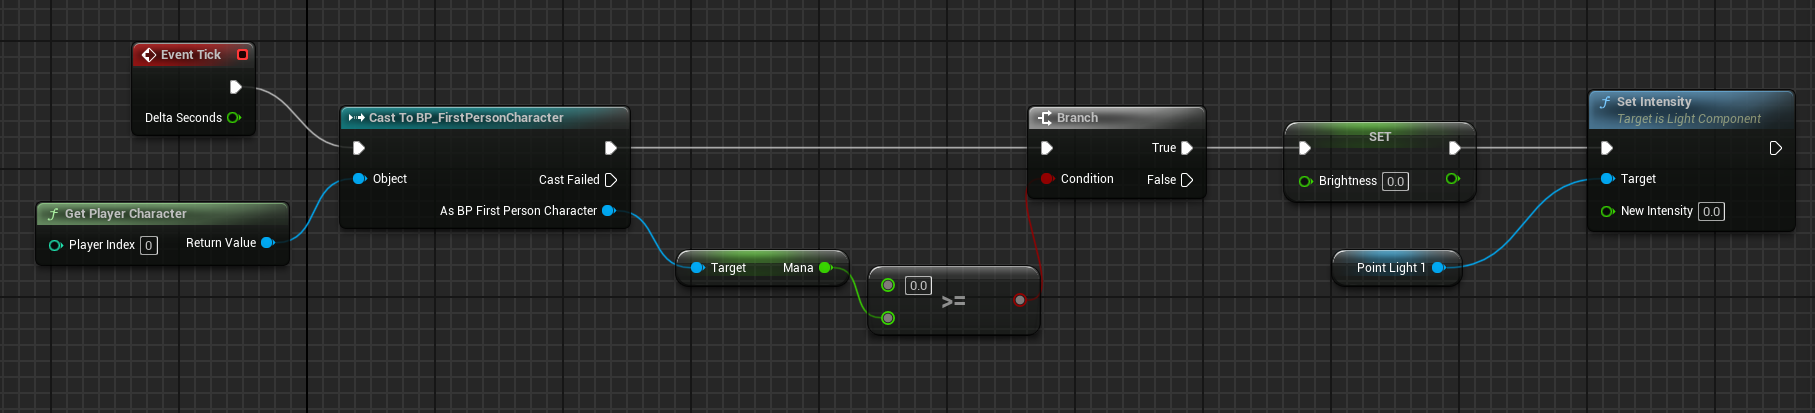 Event Tick
Delta Seconds
Get Player Character
Player Index 0
Return Value
Cast To BP_FirstPersonCharacter
Object
Cast Failed
As BP First Person Character
Target Mana
0.0
>=
Branch
True
Condition
False
SET
Brightness 0.0
Point Light 1
Set Intensity
Target is Light Component
Target
New Intensity 0.0